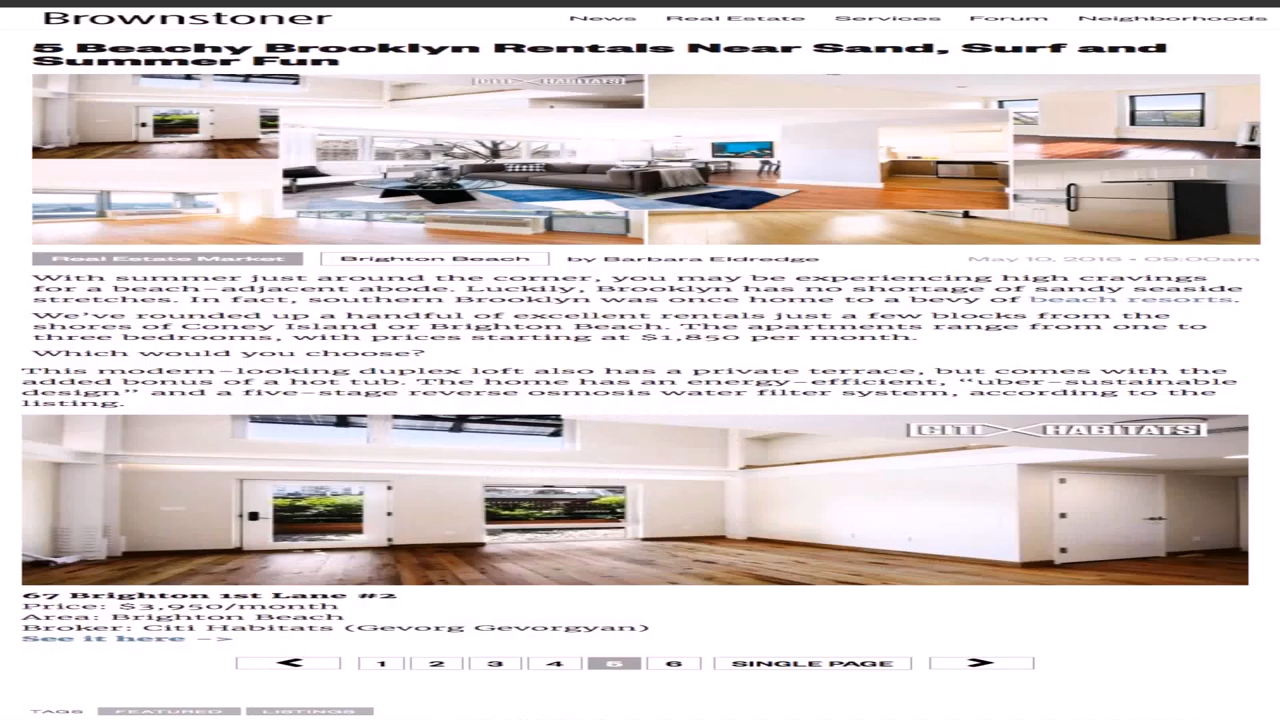 Brownstoner
News Real Estate Services Forum Neighborhoods
5 Beachy Brooklyn Rentals Near Sand, Surf and
Summer Fun
CITI HABITATS
Real Estate Market Brighton Beach by Barbara Eldredge May 10, 2016 • 09:00am
With summer just around the corner, you may be experiencing high cravings
for a beach-adjacent abode. Luckily, Brooklyn has no shortage of sandy seaside
stretches. In fact, southern Brooklyn was once home to a bevy of beach resorts.
We've rounded up a handful of excellent rentals just a few blocks from the
shores of Coney Island or Brighton Beach. The apartments range from one to
three bedrooms, with prices starting at $1,850 per month.
Which would you choose?
This modern-looking duplex loft also has a private terrace, but comes with the
added bonus of a hot tub. The home has an energy-efficient, “uber-sustainable
design” and a five-stage reverse osmosis water filter system, according to the
listing.
CITI HABITATS
67 Brighton 1st Lane #2
Price: $3,950/month
Area: Brighton Beach
Broker: Citi Habitats (Gevorg Gevorgyan)
See it here ->
< 1 2 3 4 5 6 SINGLE PAGE >
TAGS FEATURED LISTINGS